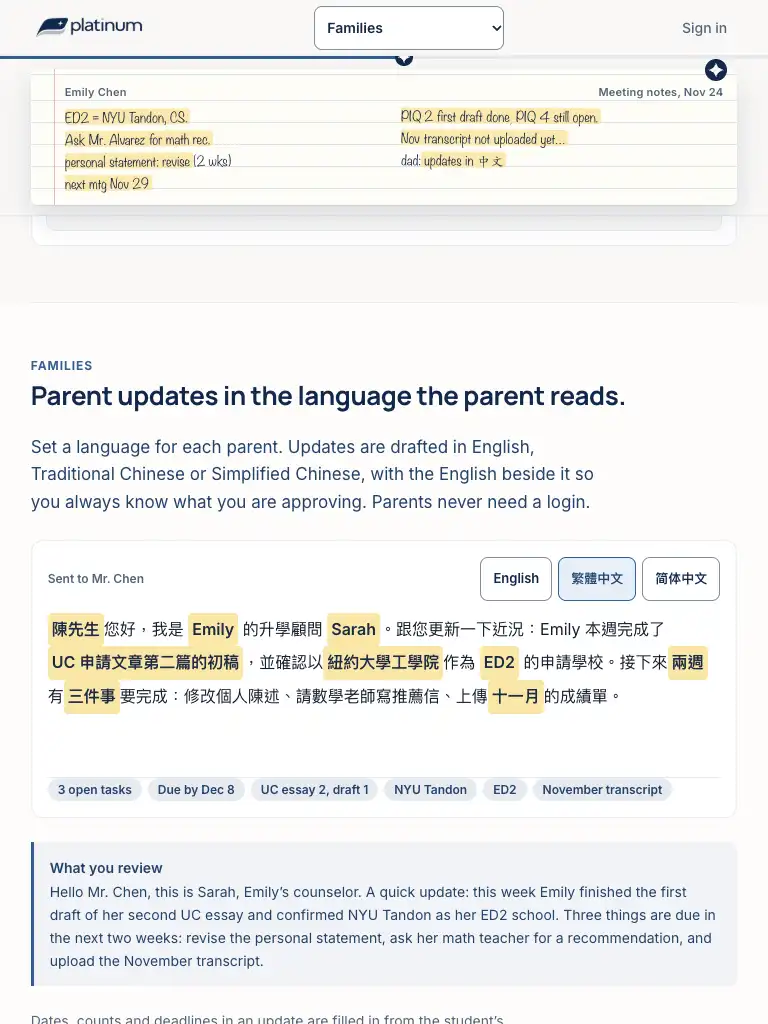 platinum
Families
Sign in
Emily Chen
Meeting notes, Nov 24
ED2 = NYU Tandon, CS.
Ask Mr. Alvarez for math rec.
personal statement: revise (2 wks)
next mtg Nov 29
PIQ 2 first draft done, PIQ 4 still open.
Nov transcript not uploaded yet...
dad: updates in 中文
FAMILIES
Parent updates in the language the parent reads.
Set a language for each parent. Updates are drafted in English,
Traditional Chinese or Simplified Chinese, with the English beside it so
you always know what you are approving. Parents never need a login.
Sent to Mr. Chen
English
繁體中文
简体中文
陳先生您好，我是 Emily 的升學顧問 Sarah。跟您更新一下近況：Emily 本週完成了
UC 申請文章第二篇的初稿，並確認以紐約大學工學院作為 ED2 的申請學校。接下來兩週
有三件事要完成：修改個人陳述、請數學老師寫推薦信、上傳十一月的成績單。
3 open tasks
Due by Dec 8
UC essay 2, draft 1
NYU Tandon
ED2
November transcript
What you review
Hello Mr. Chen, this is Sarah, Emily’s counselor. A quick update: this week Emily finished the first
draft of her second UC essay and confirmed NYU Tandon as her ED2 school. Three things are due in
the next two weeks: revise the personal statement, ask her math teacher for a recommendation, and
upload the November transcript.
Dates, counts and deadlines in an update are filled in from the student’s